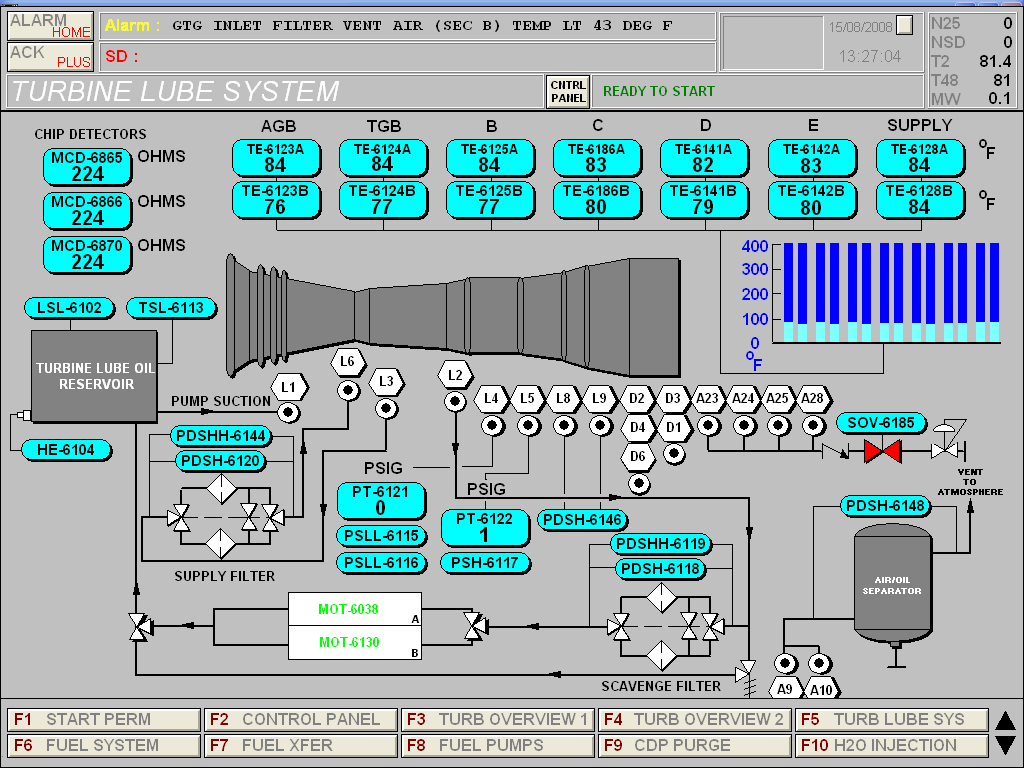 ALARM HOME
Alarm : GTG INLET FILTER VENT AIR (SEC B) TEMP LT 43 DEG F
15/08/2008
N25 0
ACK PLUS
SD :
13:27:04
NSD 0
T2 81.4
T48 81
MW 0.1
TURBINE LUBE SYSTEM
CNTRL PANEL
READY TO START
CHIP DETECTORS
AGB TGB B C D E SUPPLY
MCD-6865 224 OHMS
MCD-6866 224 OHMS
MCD-6870 224 OHMS
TE-6123A 84
TE-6124A 84
TE-6125A 84
TE-6186A 83
TE-6141A 82
TE-6142A 83
TE-6128A 84
°F
TE-6123B 76
TE-6124B 77
TE-6125B 77
TE-6186B 80
TE-6141B 79
TE-6142B 80
TE-6128B 84
°F
400
300
200
100
0
°F
LSL-6102
TSL-6113
TURBINE LUBE OIL
RESERVOIR
HE-6104
PUMP SUCTION
L1
L6
L3
L2
L4 L5 L8 L9 D2 D3 A23 A24 A25 A28
D4 D1
D6
SOV-6185
VENT
TO
ATMOSPHERE
PDSHH-6144
PDSH-6120
SUPPLY FILTER
PSIG
PT-6121
0
PSLL-6115
PSLL-6116
PSIG
PT-6122
1
PSH-6117
PDSH-6146
PDSHH-6119
PDSH-6118
SCAVENGE FILTER
PDSH-6148
AIR/OIL
SEPARATOR
A9 A10
MOT-6038
A
MOT-6130
B
F1 START PERM
F2 CONTROL PANEL
F3 TURB OVERVIEW 1
F4 TURB OVERVIEW 2
F5 TURB LUBE SYS
F6 FUEL SYSTEM
F7 FUEL XFER
F8 FUEL PUMPS
F9 CDP PURGE
F10 H2O INJECTION